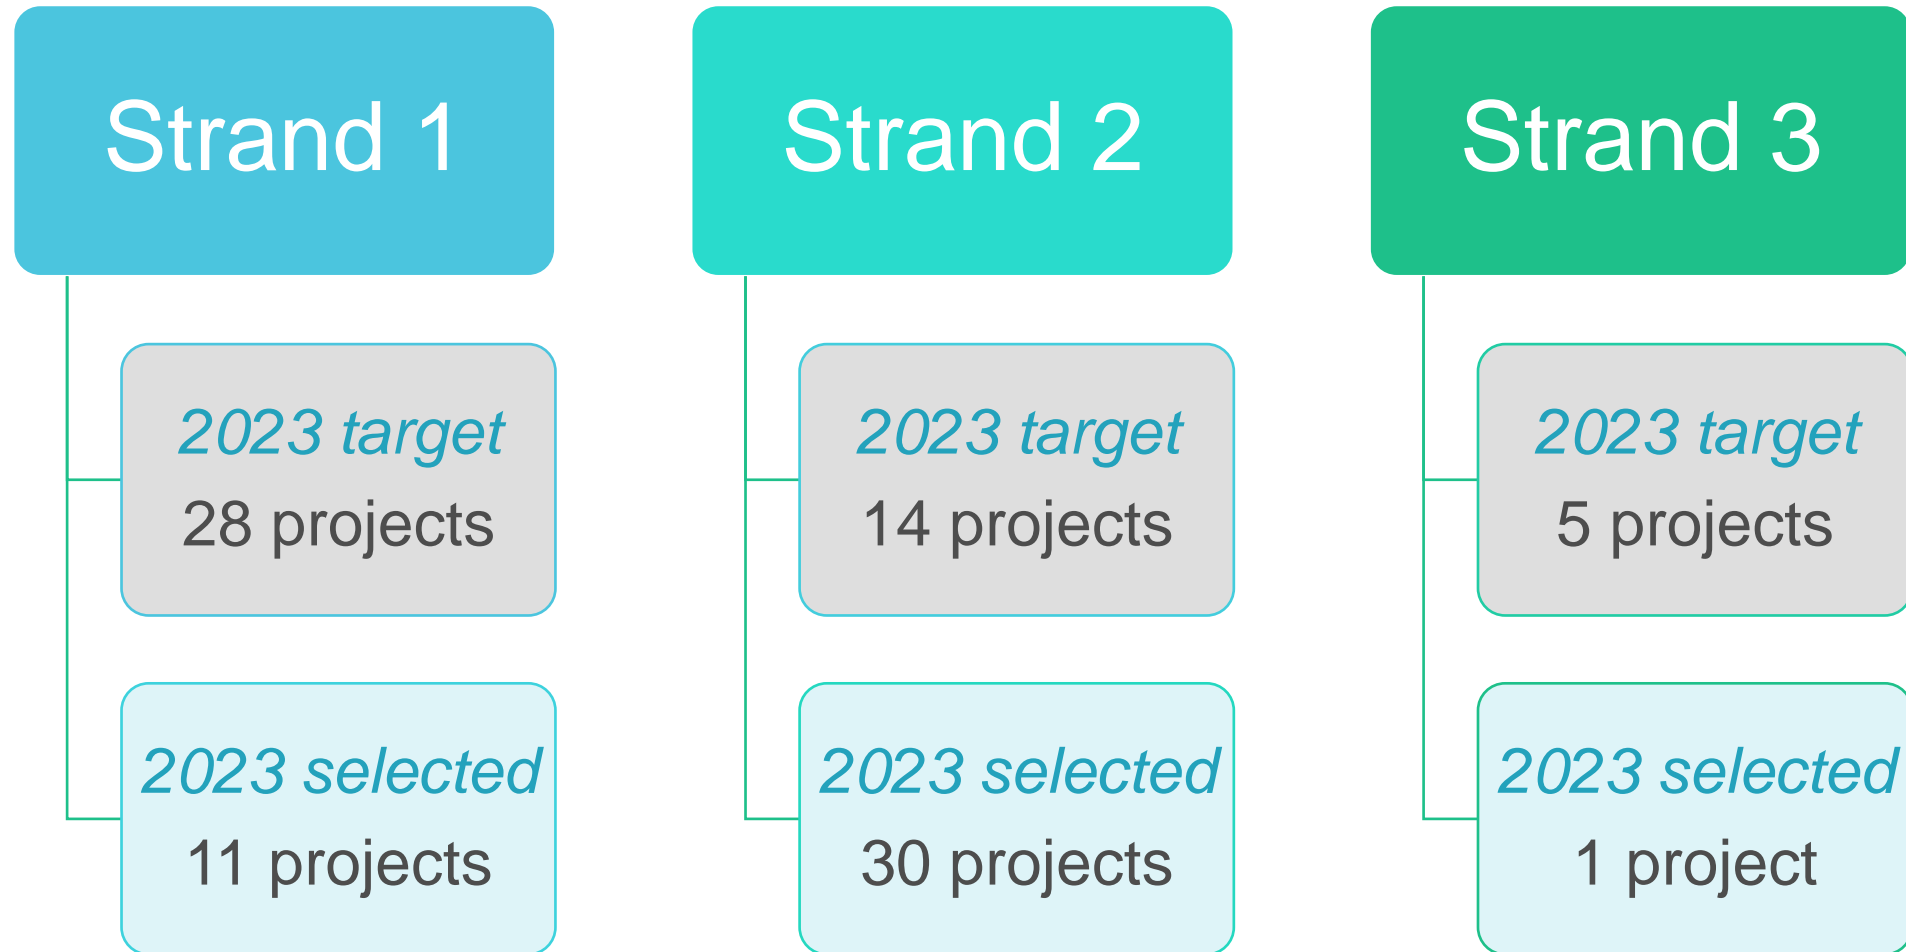 Strand 1
2023 target
28 projects
2023 selected
11 projects
Strand 2
2023 target
14 projects
2023 selected
30 projects
Strand 3
2023 target
5 projects
2023 selected
1 project